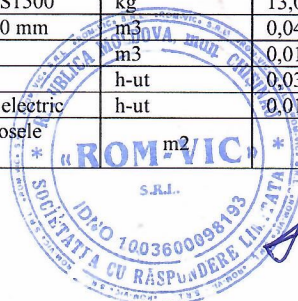 S1500 kg 13,0
0 mm m3 0,04
m3 0,01
h-ut 0,03
electric h-ut 0,01
osele m2
REPUBLICA MOLDOVA, mun. CHIŞINĂU
* «ROM-VIC» *
S.R.L.
IDNO 1003600098193
SOCIETATEA CU RĂSPUNDERE LIMITATĂ